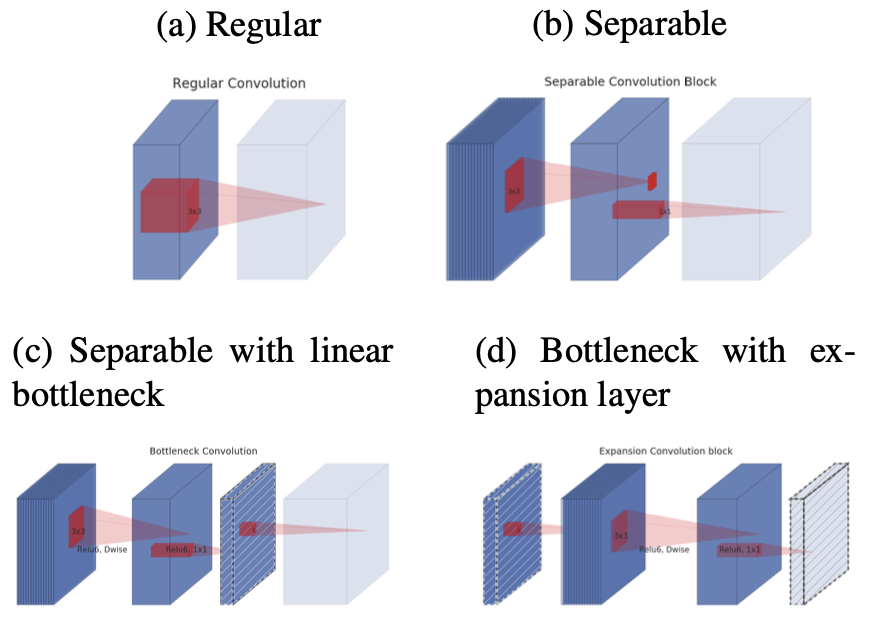 (a) Regular
(b) Separable
Regular Convolution
3x3
Separable Convolution Block
3x3
1x1
(c) Separable with linear
bottleneck
(d) Bottleneck with ex-
pansion layer
Bottleneck Convolution
3x3
Relu6, Dwise
Relu6, 1x1
Expansion Convolution block
3x3
Relu6, Dwise
Relu6, 1x1